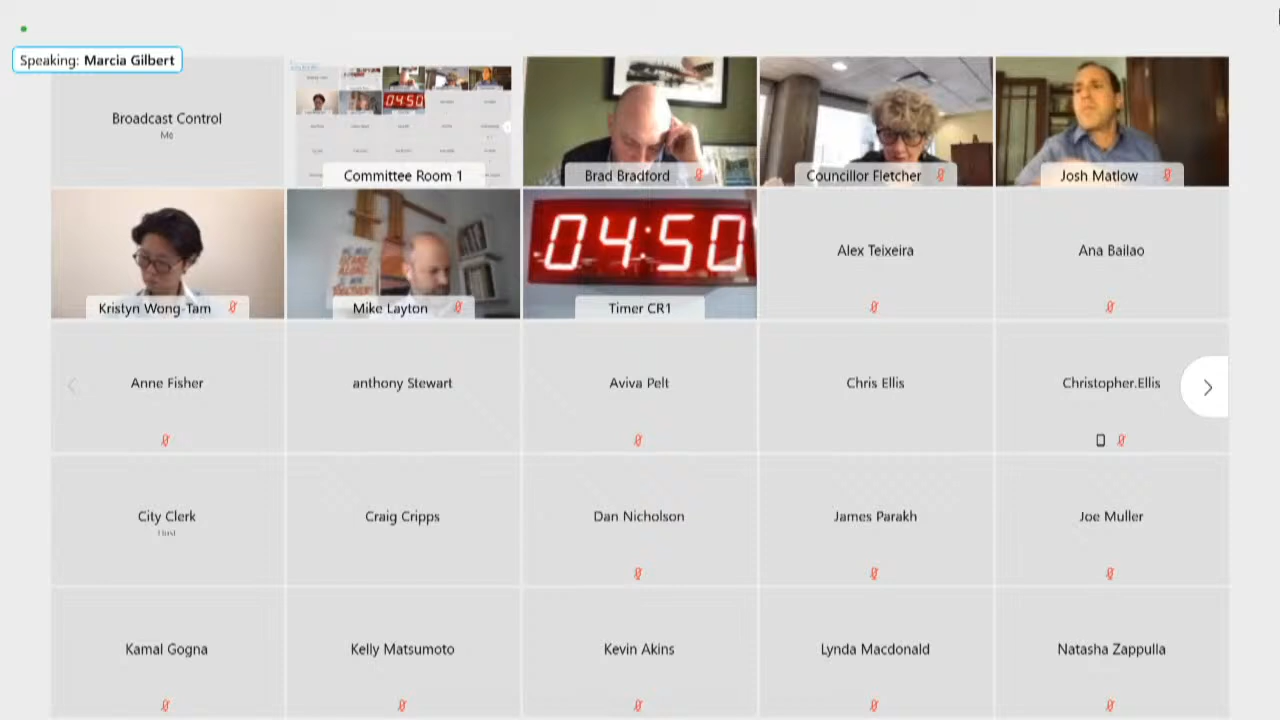 Speaking: Marcia Gilbert
Broadcast Control
Me
04:50
Committee Room 1
Brad Bradford
Councillor Fletcher
Josh Matlow
Kristyn Wong-Tam
Mike Layton
04:50
Timer CR1
Alex Teixeira
Ana Bailao
Anne Fisher
anthony Stewart
Aviva Pelt
Chris Ellis
Christopher.Ellis
City Clerk
Host
Craig Cripps
Dan Nicholson
James Parakh
Joe Muller
Kamal Gogna
Kelly Matsumoto
Kevin Akins
Lynda Macdonald
Natasha Zappulla